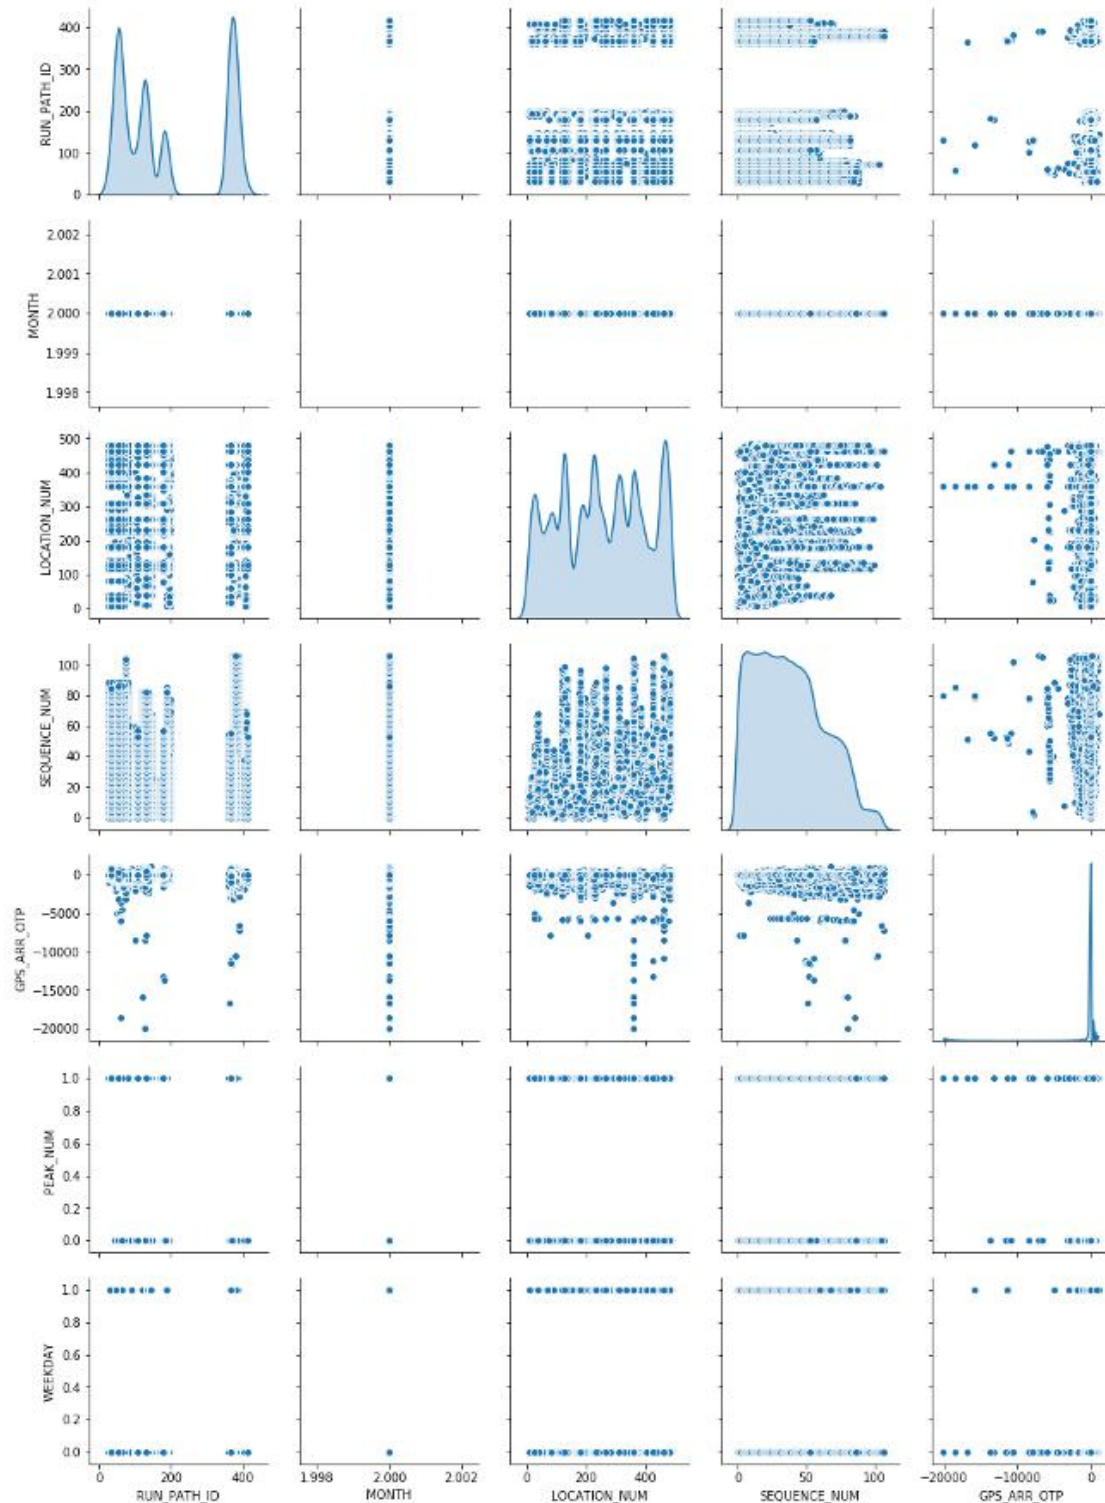 400
300
200
100
0
RUN_PATH_ID
2.002
2.001
2.000
1.999
1.998
MONTH
500
400
300
200
100
0
LOCATION_NUM
100
80
60
40
20
0
SEQUENCE_NUM
0
−5000
−10000
−15000
−20000
GPS_ARR_OTP
1.0
0.8
0.6
0.4
0.2
0.0
PEAK_NUM
1.0
0.8
0.6
0.4
0.2
0.0
WEEKDAY
0 200 400
RUN_PATH_ID
1.998 2.000 2.002
MONTH
0 200 400
LOCATION_NUM
0 50 100
SEQUENCE_NUM
−20000 −10000 0
GPS_ARR_OTP